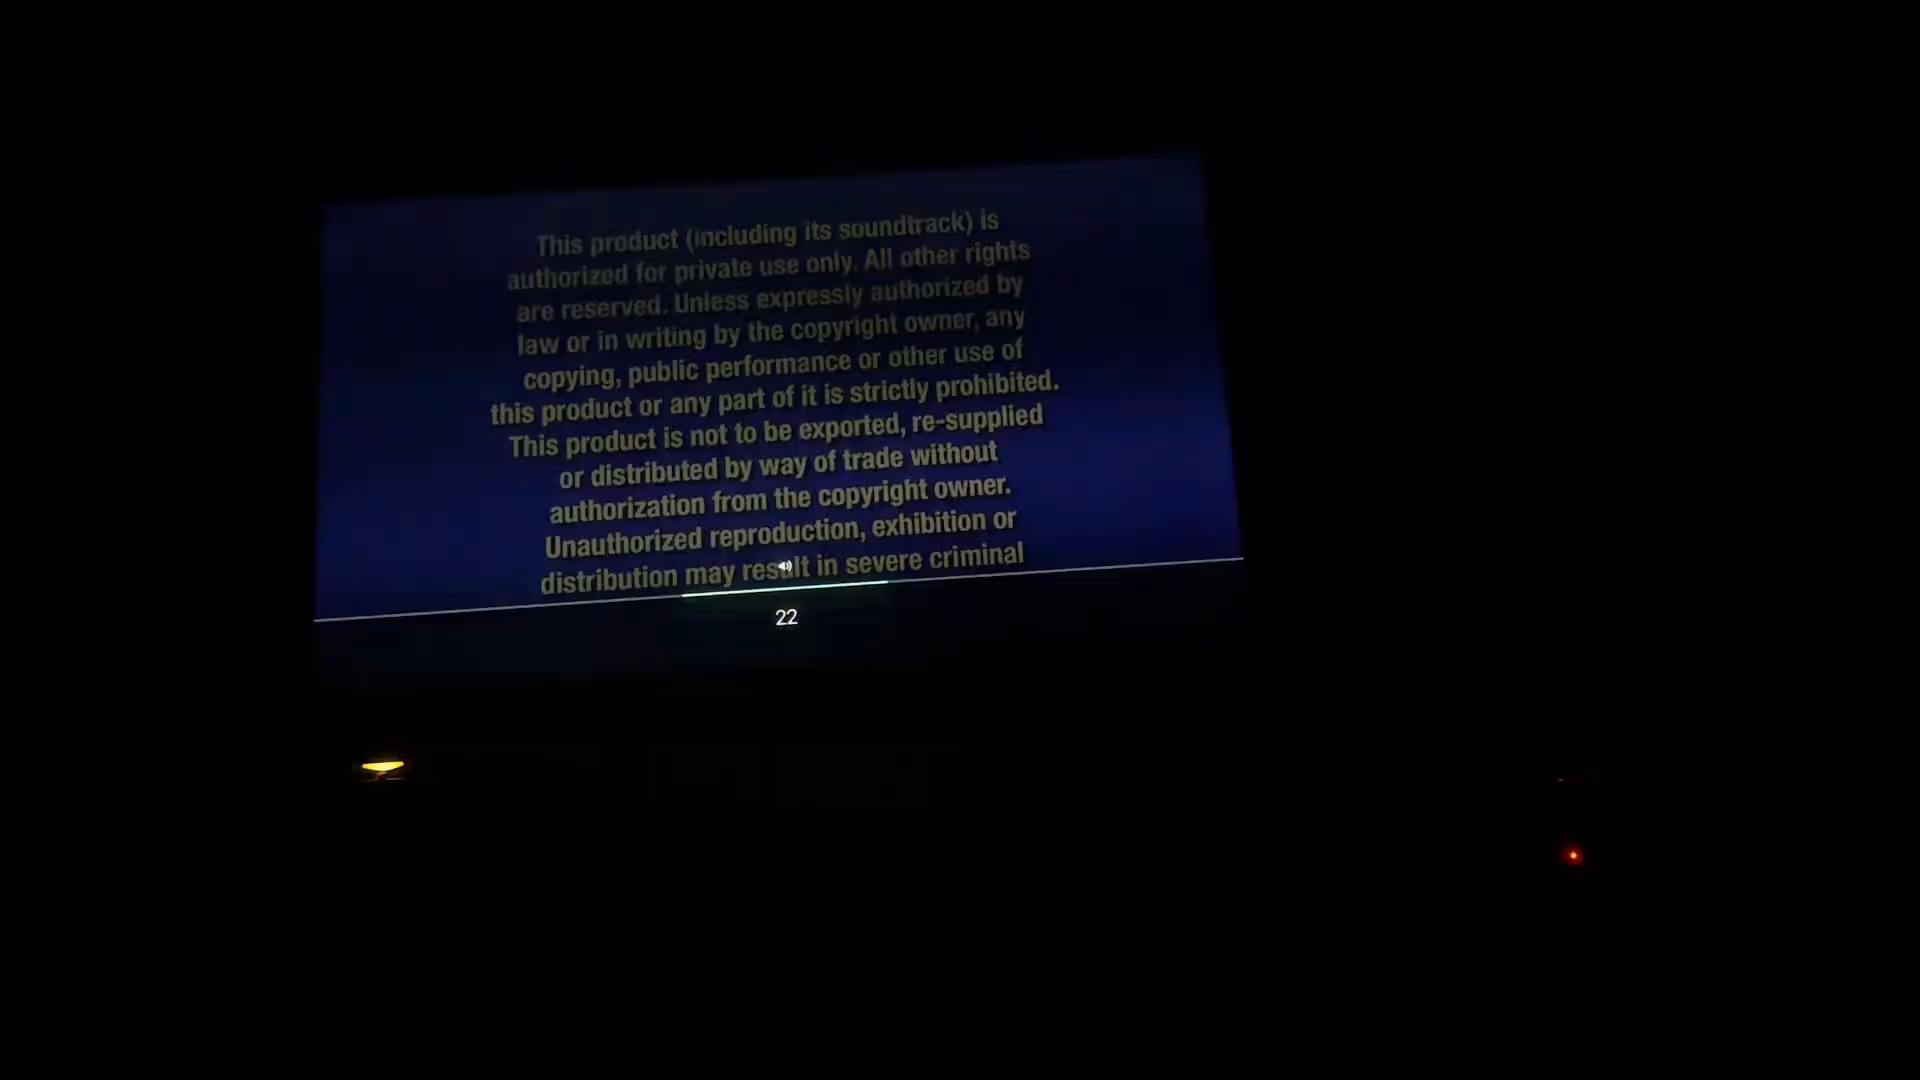 This product (including its soundtrack) is
authorized for private use only. All other rights
are reserved. Unless expressly authorized by
law or in writing by the copyright owner, any
copying, public performance or other use of
this product or any part of it is strictly prohibited.
This product is not to be exported, re-supplied
or distributed by way of trade without
authorization from the copyright owner.
Unauthorized reproduction, exhibition or
distribution may result in severe criminal
22